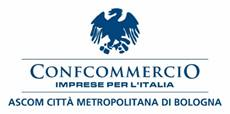 CONFCOMMERCIO
IMPRESE PER L'ITALIA
ASCOM CITTÀ METROPOLITANA DI BOLOGNA